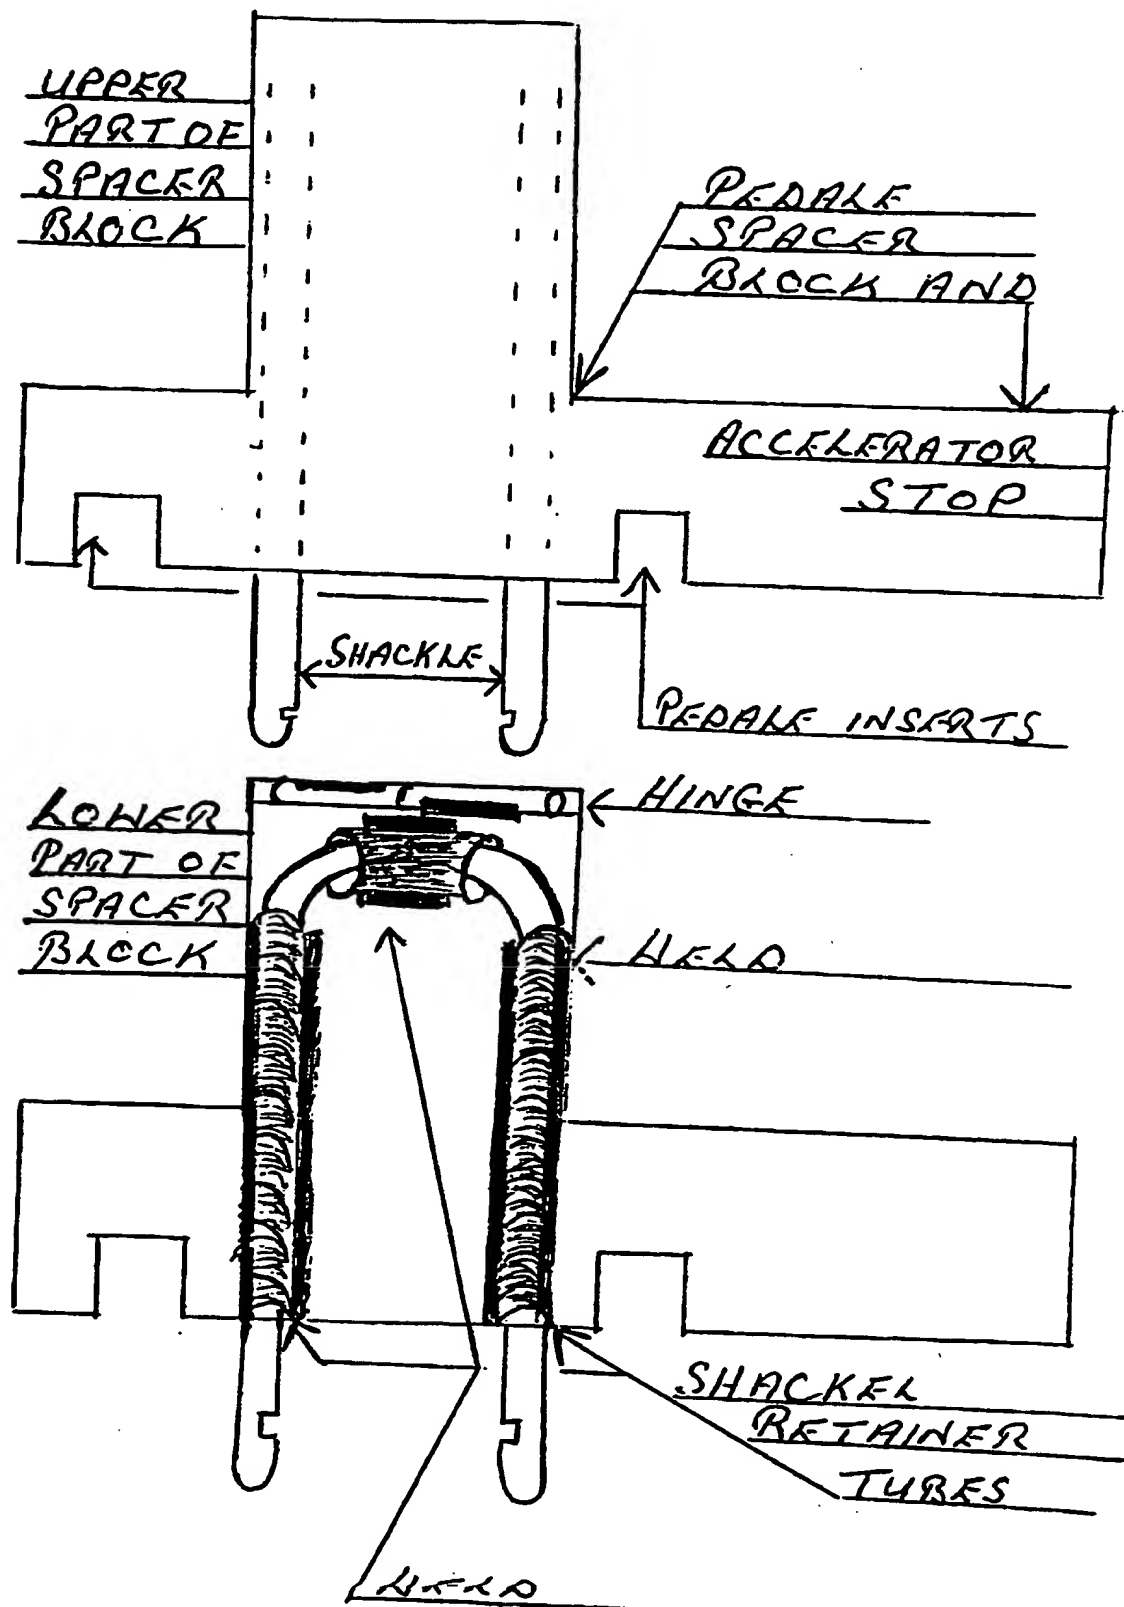 UPPER
PART OF
SPACER
BLOCK
PEDALE
SPACER
BLOCK AND
ACCELERATOR
STOP
SHACKLE
PEDALE INSERTS
HINGE
LOWER
PART OF
SPACER
BLOCK
WELD
SHACKEL
RETAINER
TUBES
WELD